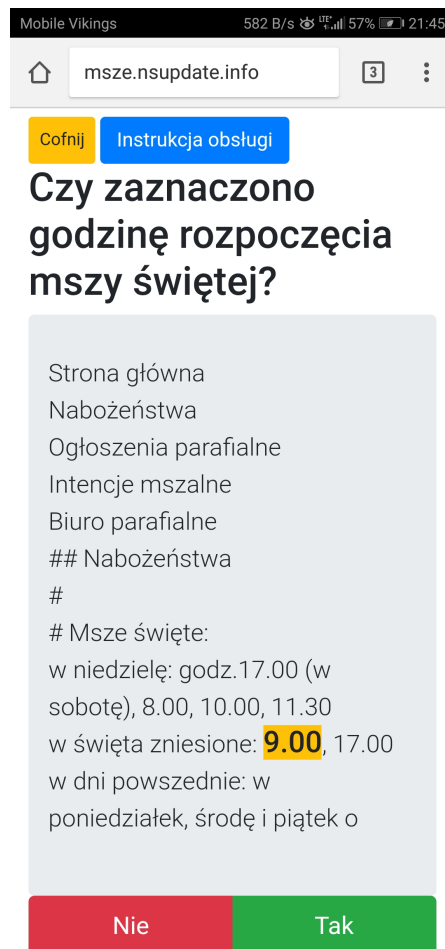 Mobile Vikings 582 B/s LTE+ 57% 21:45
msze.nsupdate.info 3
Cofnij Instrukcja obsługi
Czy zaznaczono
godzinę rozpoczęcia
mszy świętej?
Strona główna
Nabożeństwa
Ogłoszenia parafialne
Intencje mszalne
Biuro parafialne
## Nabożeństwa
#
# Msze święte:
w niedzielę: godz.17.00 (w
sobotę), 8.00, 10.00, 11.30
w święta zniesione: 9.00, 17.00
w dni powszednie: w
poniedziałek, środę i piątek o
Nie Tak